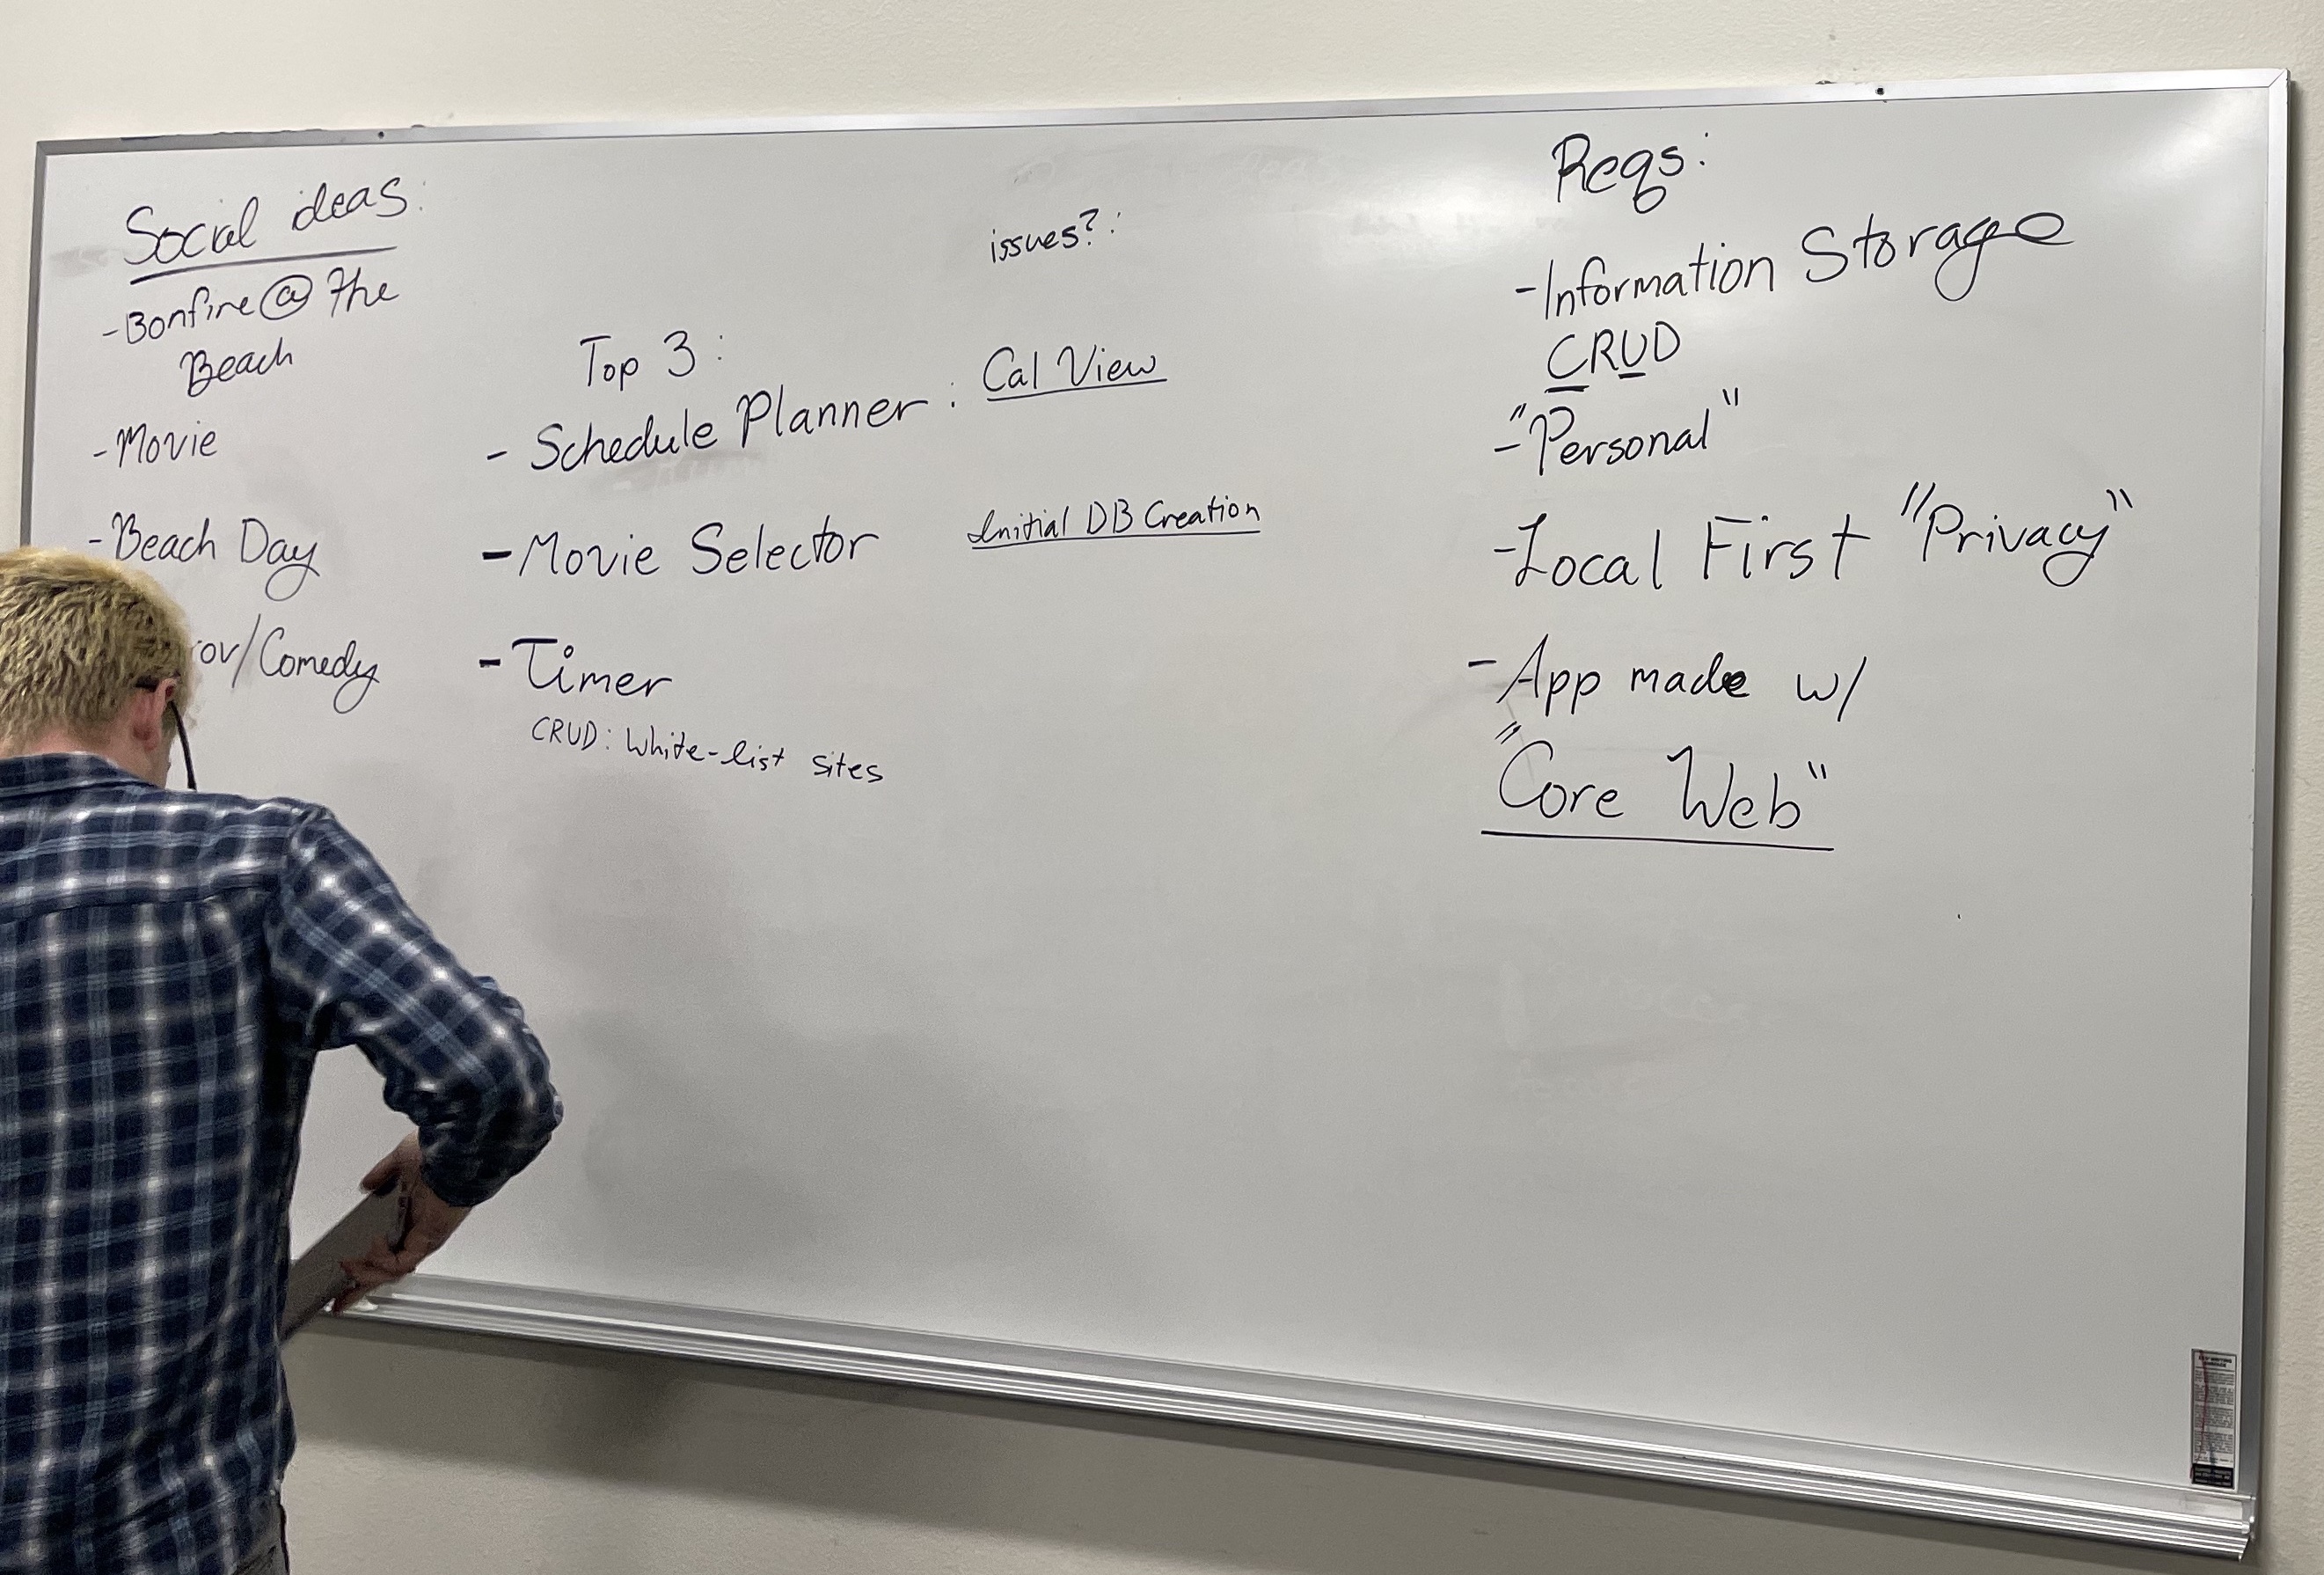 Social ideas:
- Bonfire @ the
Beach
- Movie
- Beach Day
/Comedy
issues?:
Top 3:
- Schedule Planner : Cal View
- Movie Selector Initial DB Creation
- Timer
CRUD: White-list sites
Reqs:
- Information Storage
CRUD
- "Personal"
- Local First "Privacy"
- App made w/
"Core Web"